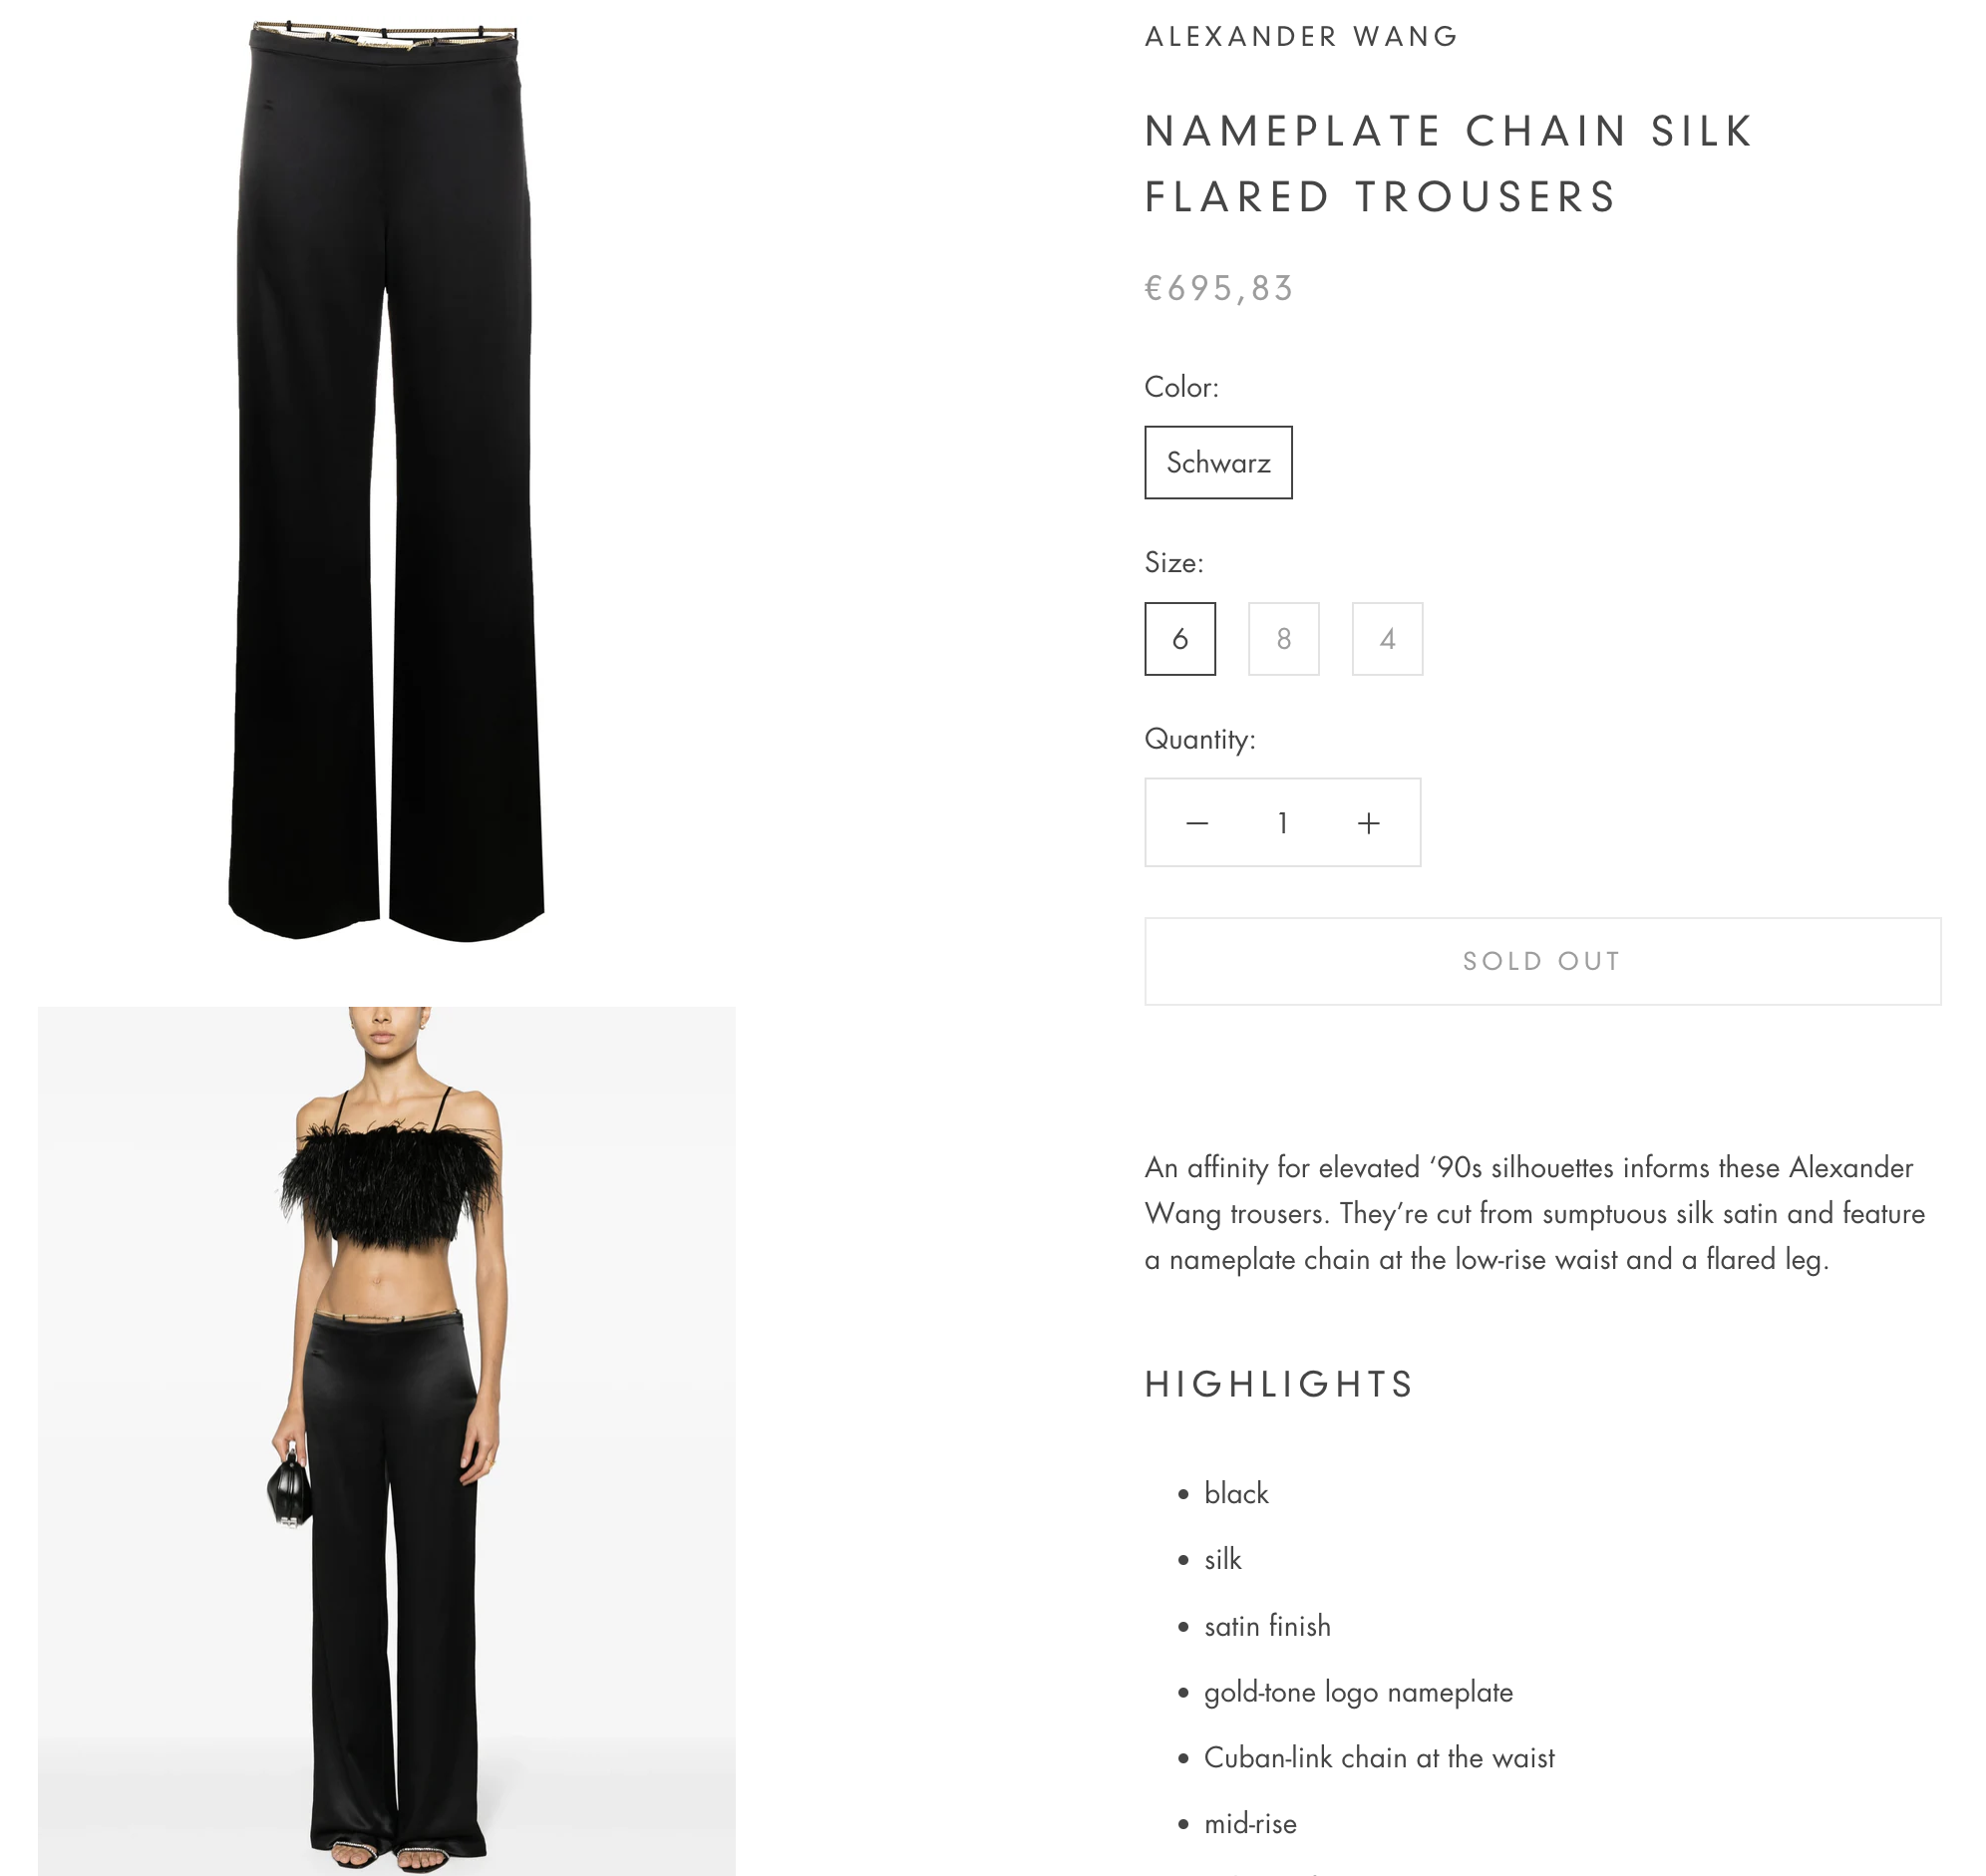 ALEXANDER WANG
NAMEPLATE CHAIN SILK
FLARED TROUSERS
€695,83
Color:
Schwarz
Size:
6 8 4
Quantity:
− 1 +
SOLD OUT
An affinity for elevated ‘90s silhouettes informs these Alexander
Wang trousers. They’re cut from sumptuous silk satin and feature
a nameplate chain at the low-rise waist and a flared leg.
HIGHLIGHTS
• black
• silk
• satin finish
• gold-tone logo nameplate
• Cuban-link chain at the waist
• mid-rise